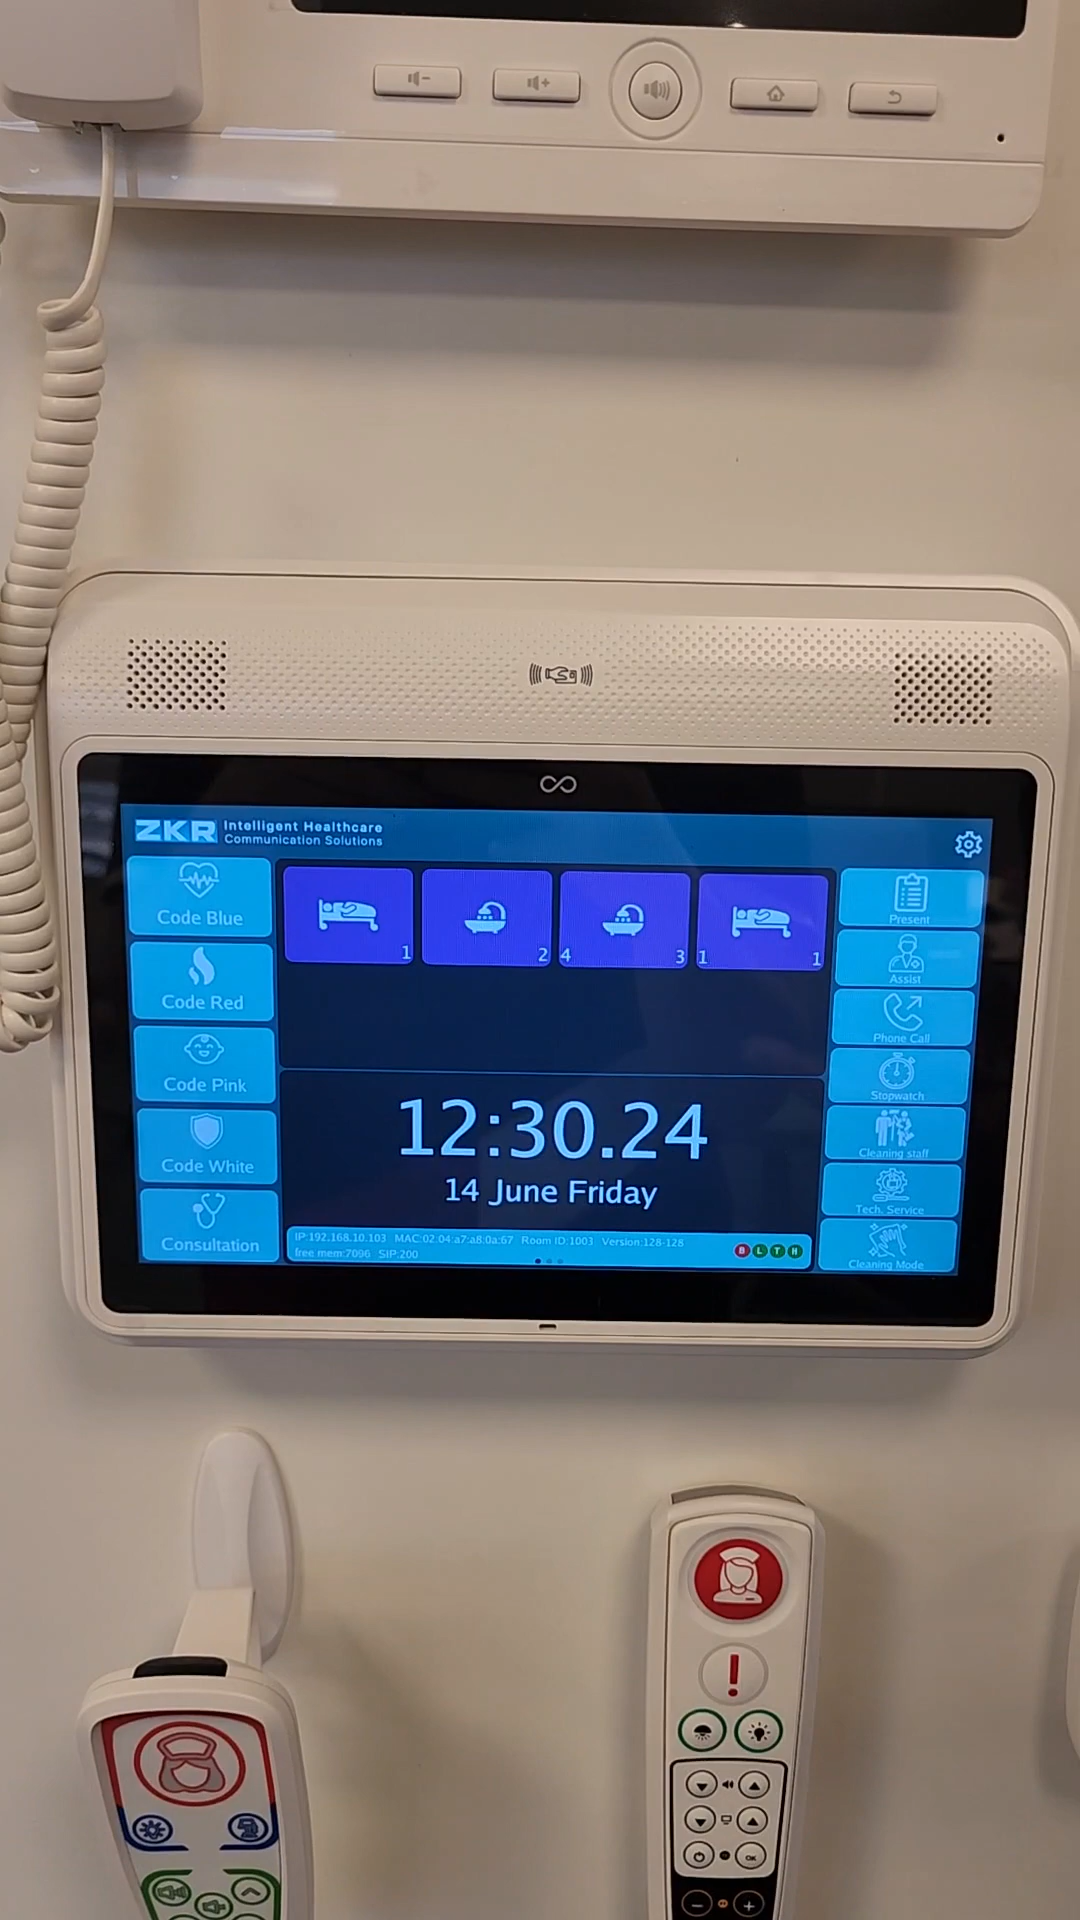 ZKR Intelligent Healthcare
Communication Solutions
Code Blue
Code Red
Code Pink
Code White
Consultation
1
2
4 3
1 1
12:30.24
14 June Friday
IP:192.168.10.103 MAC:02:04:a7:a8:0a:67 Room ID:1003 Version:128-128
free mem:7096 SIP:200
B L T H
Present
Assist
Phone Call
Stopwatch
Cleaning staff
Tech. Service
Cleaning Mode
!
OK